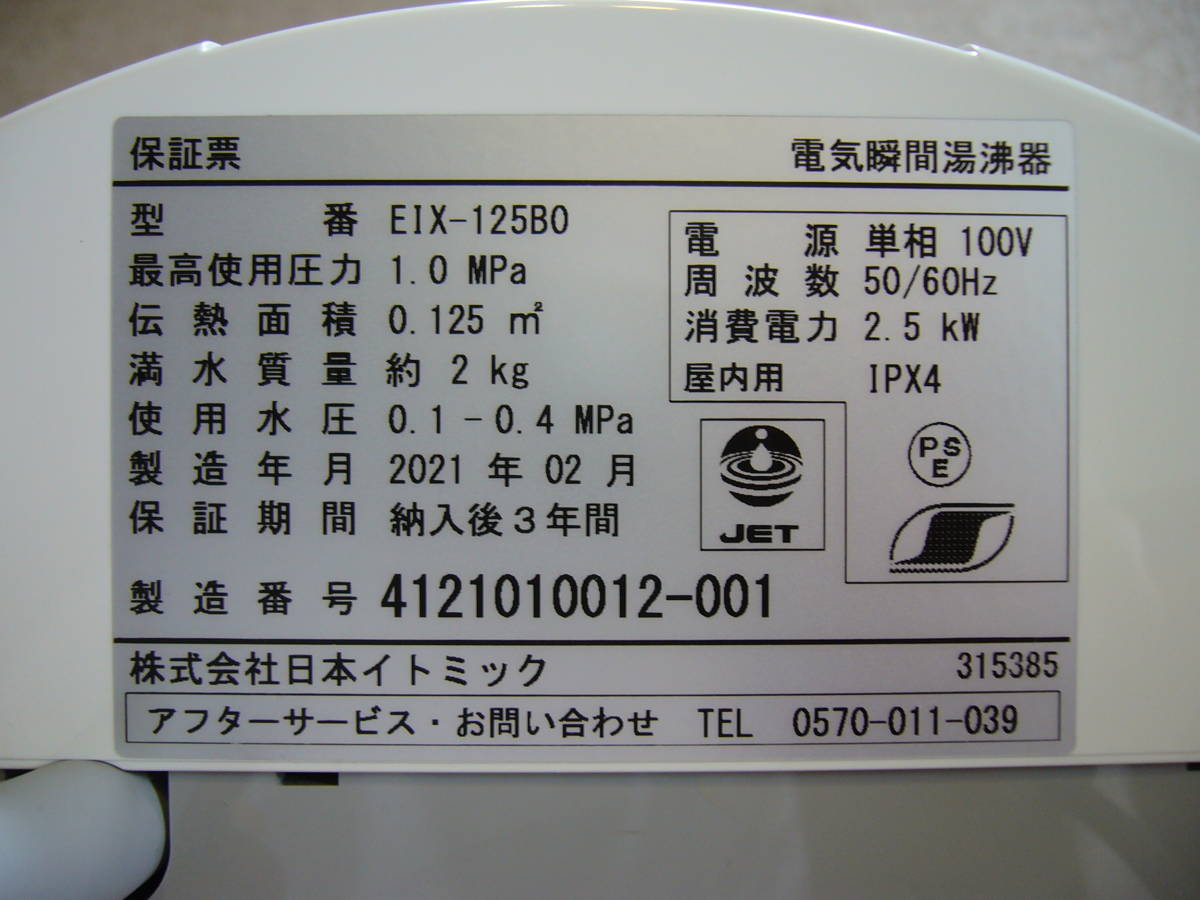 保証票 電気瞬間湯沸器
型番 EIX-125B0
最高使用圧力 1.0 MPa
伝熱面積 0.125 ㎡
満水質量 約 2 kg
使用水圧 0.1-0.4 MPa
製造年月 2021 年 02 月
保証期間 納入後3年間
製造番号 4121010012-001
電源 単相 100V
周波数 50/60Hz
消費電力 2.5 kW
屋内用 IPX4
JET
PS
E
株式会社日本イトミック 315385
アフターサービス・お問い合わせ TEL 0570-011-039